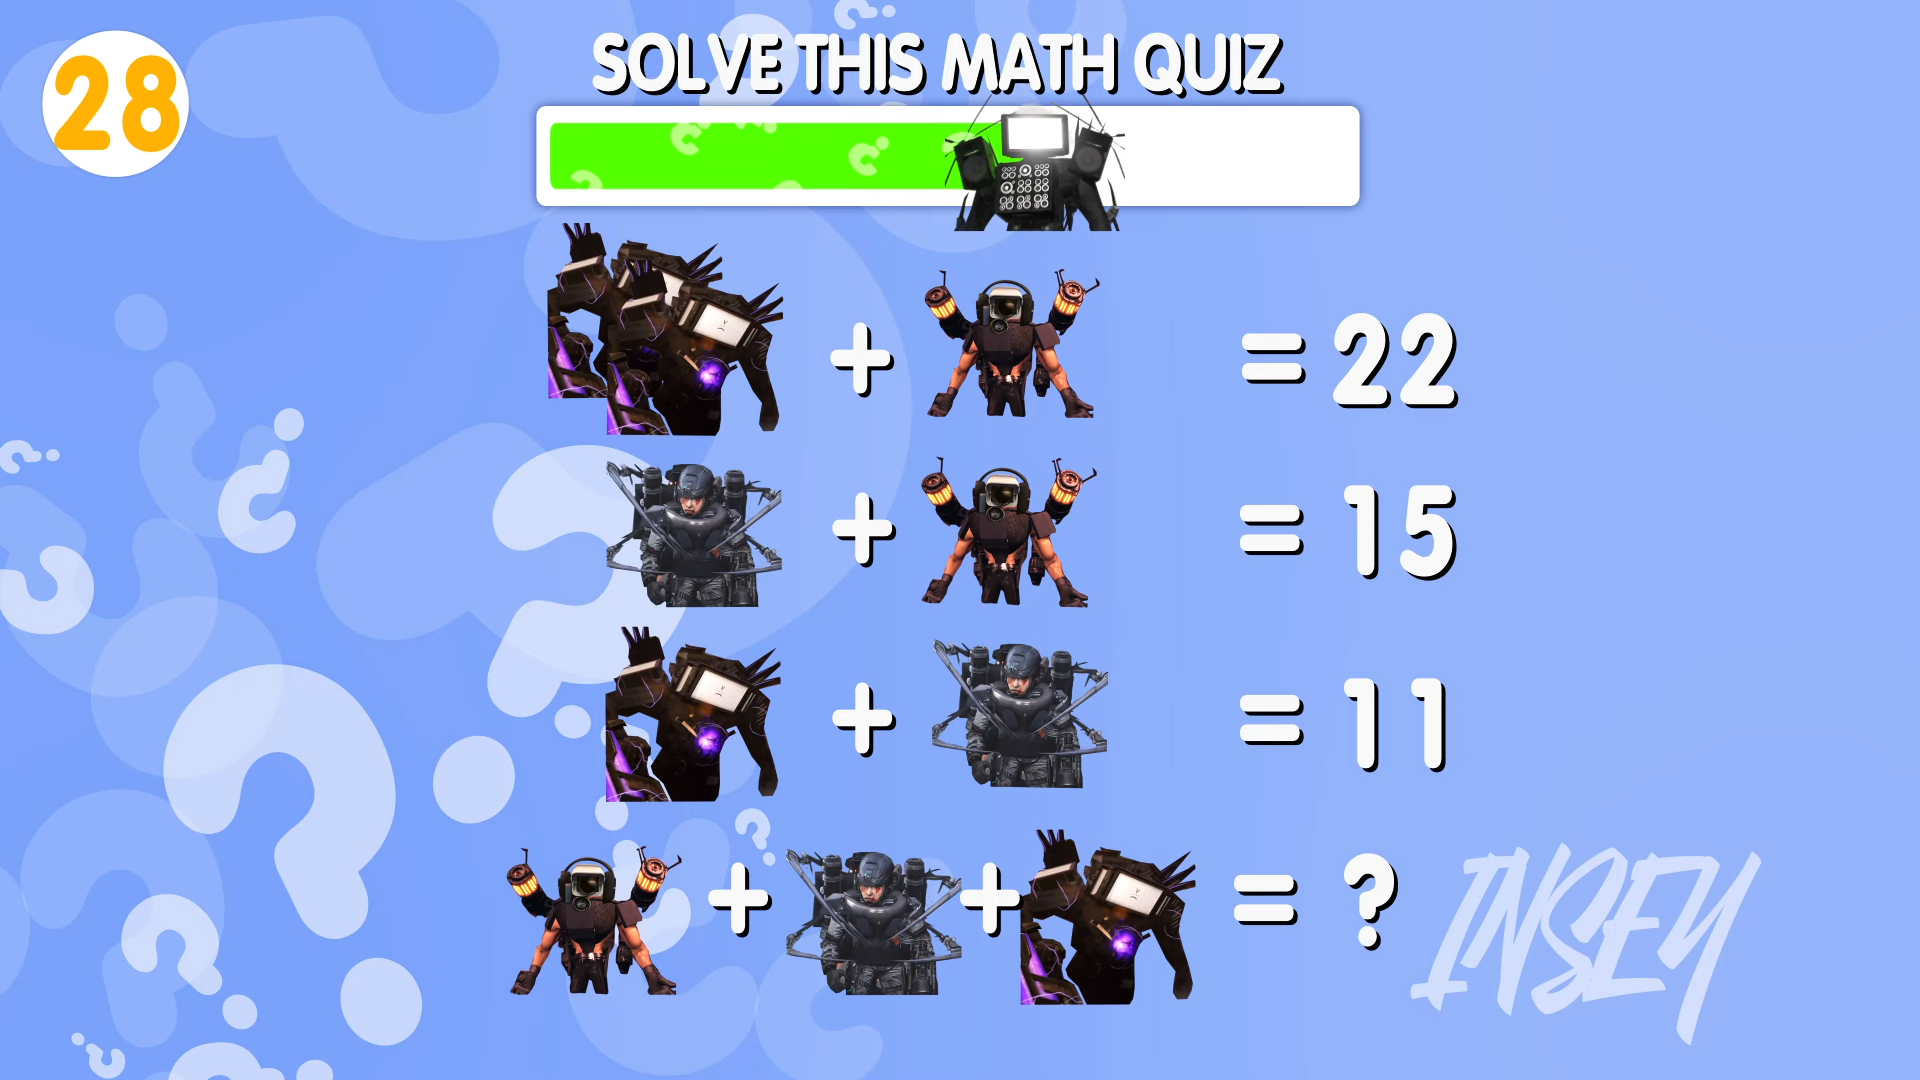 28
SOLVE THIS MATH QUIZ
+ = 22
+ = 15
+ = 11
+ + = ?
INSEY